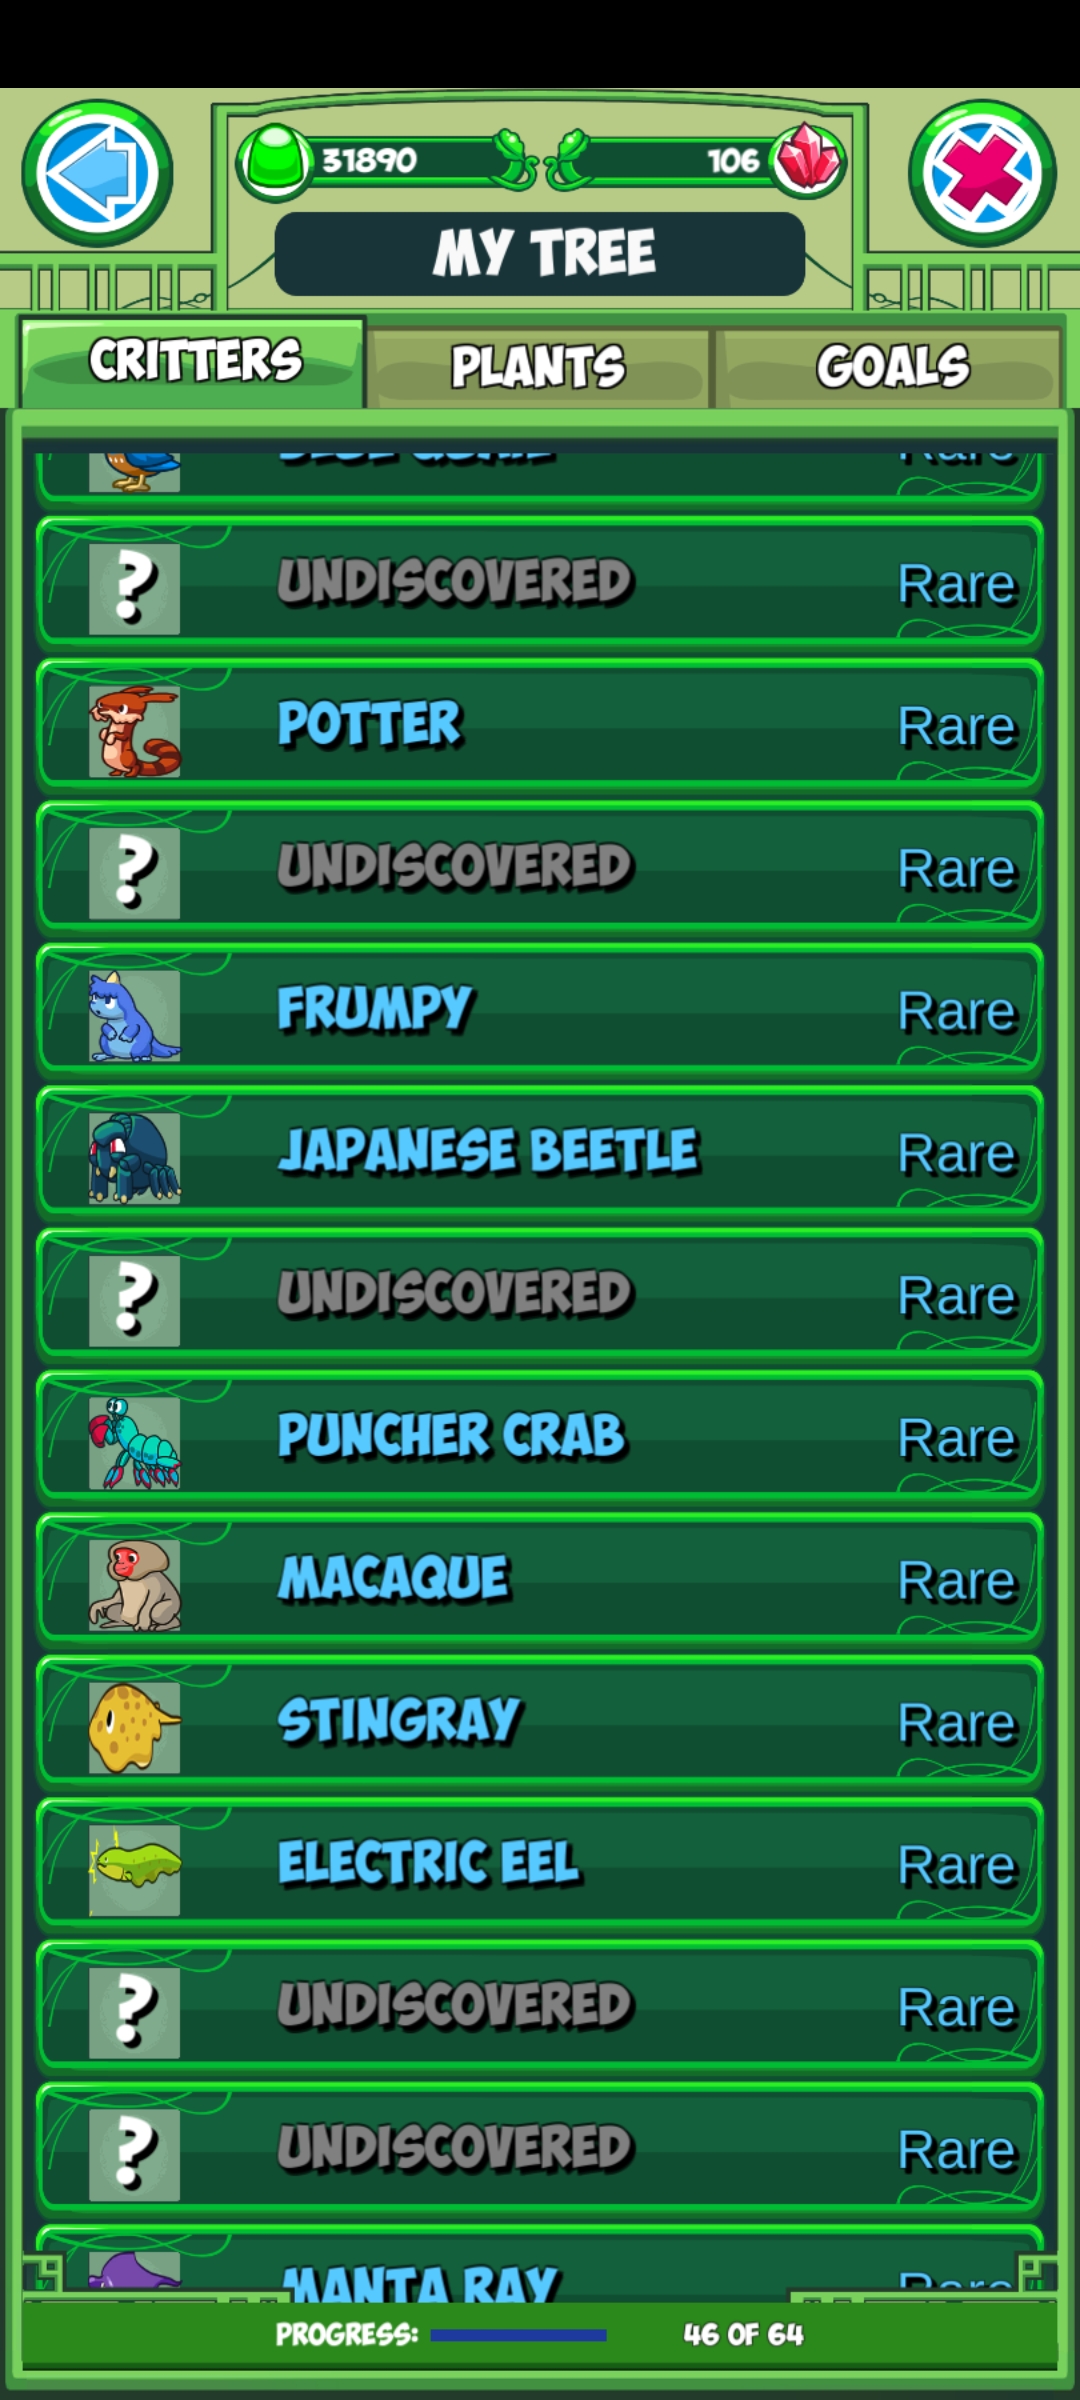 31890
106
MY TREE
CRITTERS
PLANTS
GOALS
Rare
UNDISCOVERED
Rare
POTTER
Rare
UNDISCOVERED
Rare
FRUMPY
Rare
JAPANESE BEETLE
Rare
UNDISCOVERED
Rare
PUNCHER CRAB
Rare
MACAQUE
Rare
STINGRAY
Rare
ELECTRIC EEL
Rare
UNDISCOVERED
Rare
UNDISCOVERED
Rare
MANTA RAY
Rare
PROGRESS:
46 OF 64